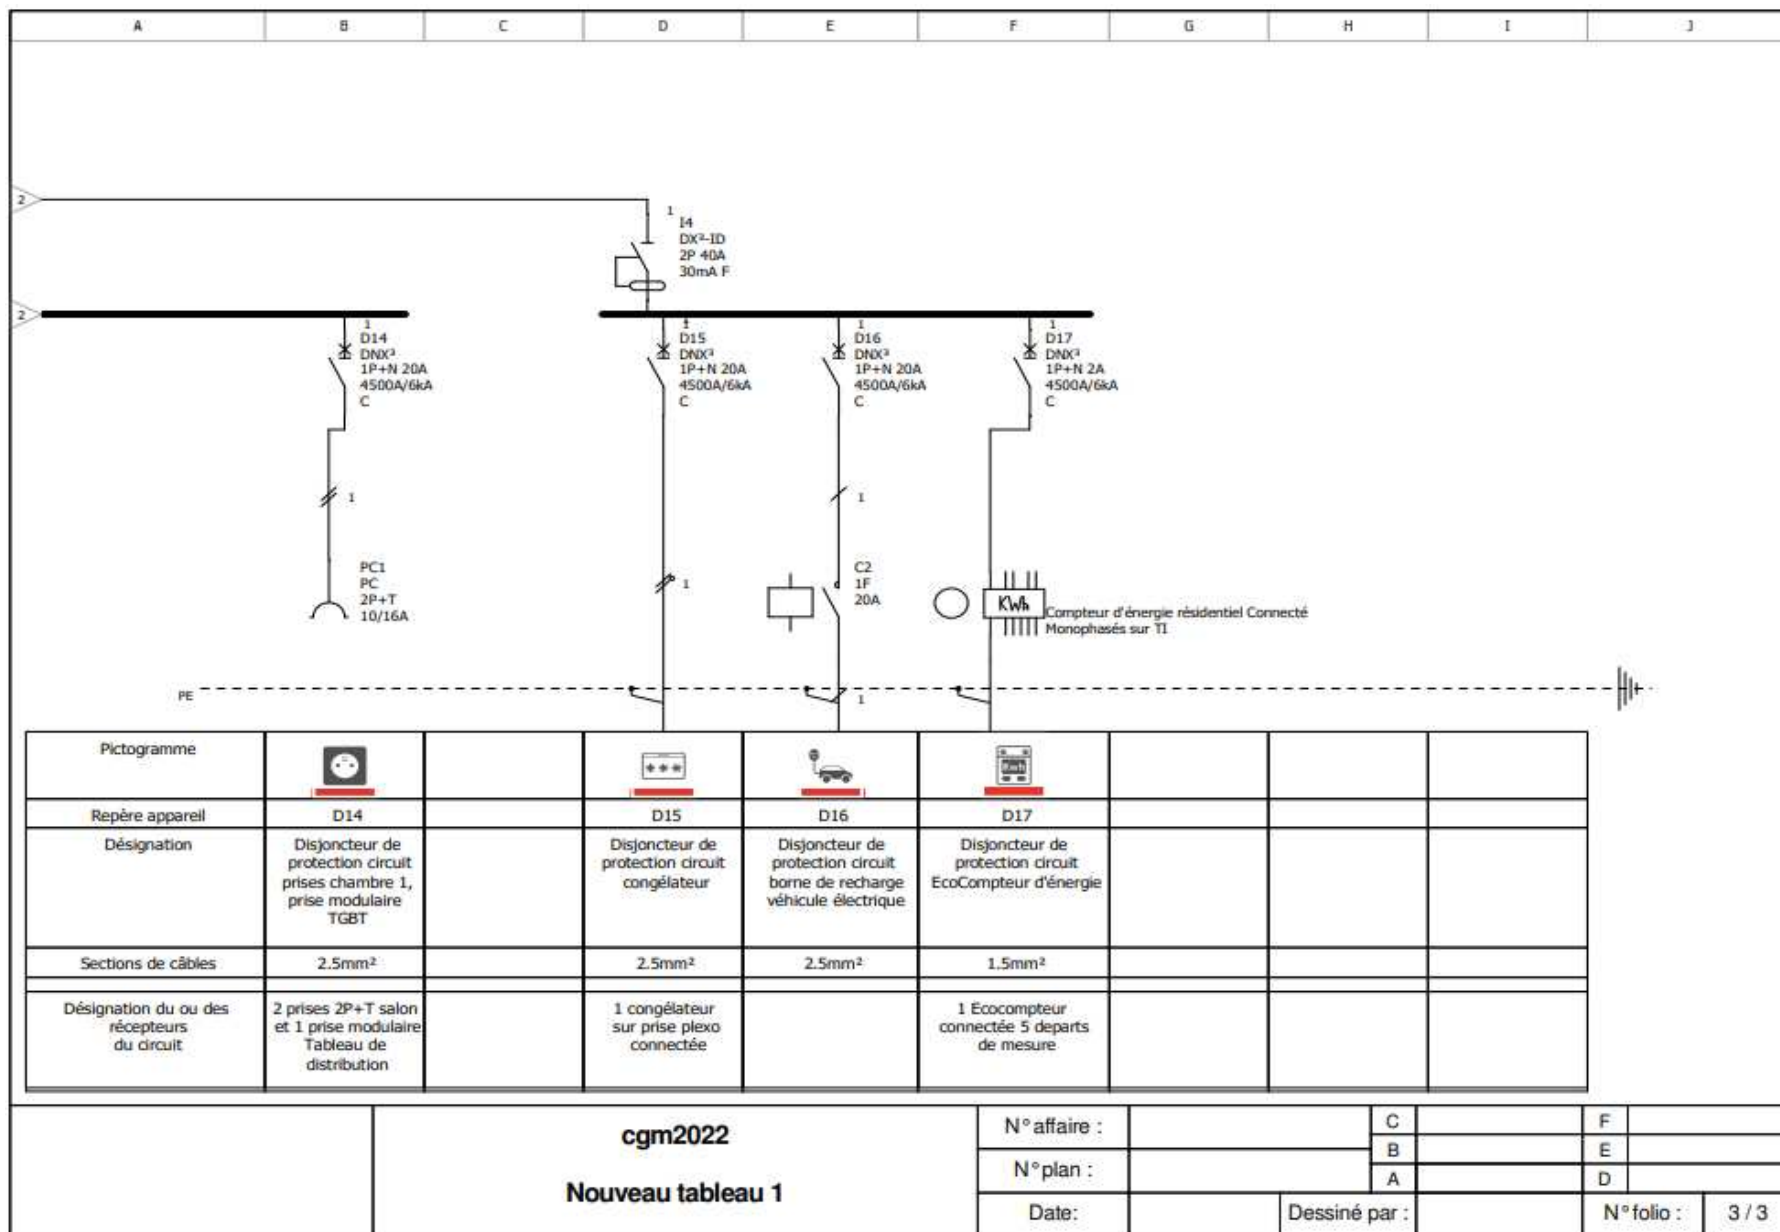 A B C D E F G H I J
2
1
I4
DX³-ID
2P 40A
30mA F
2
1
D14
DNX³
1P+N 20A
4500A/6kA
C
1
D15
DNX³
1P+N 20A
4500A/6kA
C
1
D16
DNX³
1P+N 20A
4500A/6kA
C
1
D17
DNX³
1P+N 2A
4500A/6kA
C
1
1
PC1
PC
2P+T
10/16A
1
C2
1F
20A
KWh
Compteur d'énergie résidentiel Connecté
Monophasés sur TI
PE
1
Pictogramme
Kwh
Repère appareil D14 D15 D16 D17
Désignation
Disjoncteur de
protection circuit
prises chambre 1,
prise modulaire
TGBT
Disjoncteur de
protection circuit
congélateur
Disjoncteur de
protection circuit
borne de recharge
véhicule électrique
Disjoncteur de
protection circuit
EcoCompteur d'énergie
Sections de câbles 2.5mm² 2.5mm² 2.5mm² 1.5mm²
Désignation du ou des
récepteurs
du circuit
2 prises 2P+T salon
et 1 prise modulaire
Tableau de
distribution
1 congélateur
sur prise plexo
connectée
1 Ecocompteur
connectée 5 departs
de mesure
cgm2022
Nouveau tableau 1
N° affaire :
N° plan :
Date:
Dessiné par :
C
B
A
F
E
D
N° folio : 3 / 3